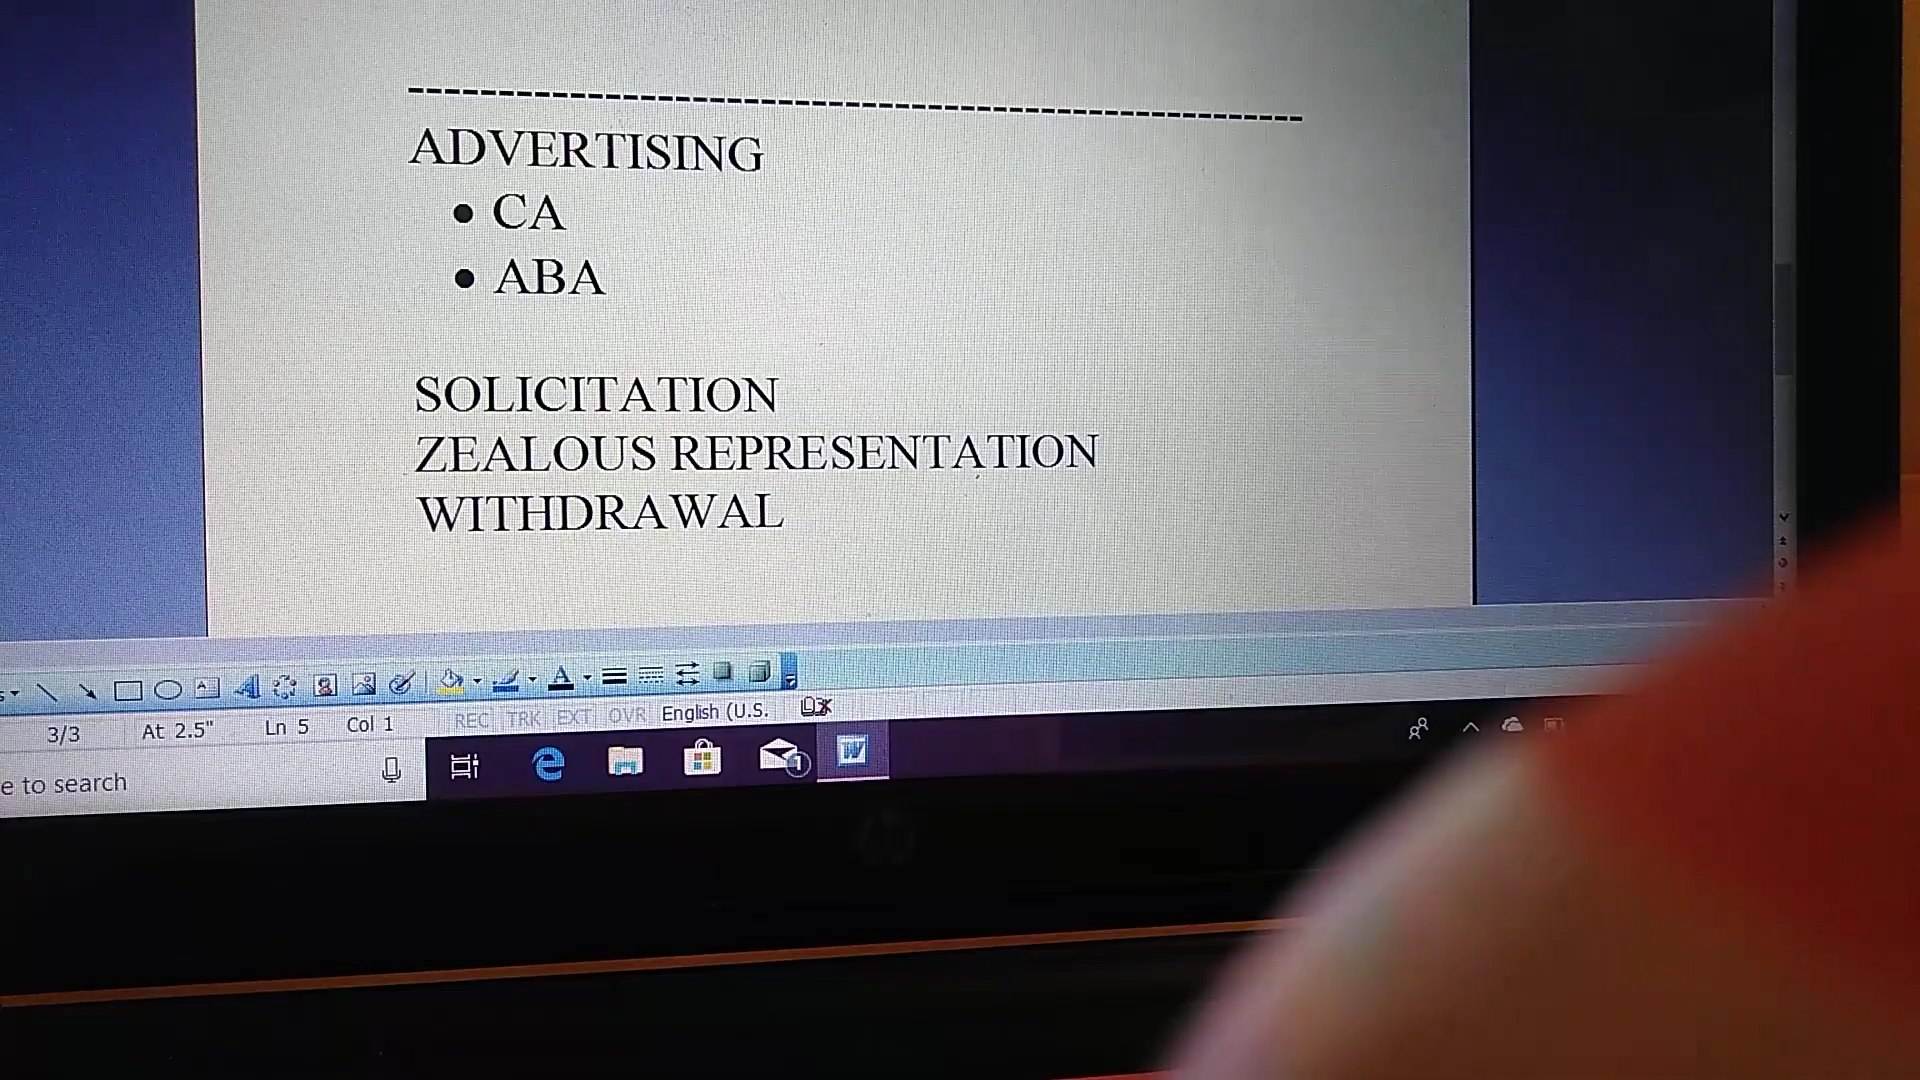 ----------------------------------------------------------------------
ADVERTISING
• CA
• ABA
SOLICITATION
ZEALOUS REPRESENTATION
WITHDRAWAL
3/3 At 2.5" Ln 5 Col 1 REC TRK EXT OVR English (U.S.
e to search